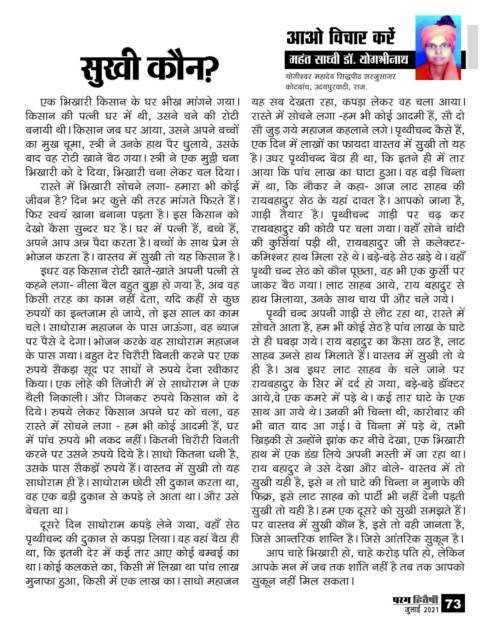 आओ विचार करें
महंत साध्वी डॉ. योगश्रीनाथ
योगीश्वर महादेव सिद्धपीठ सरजुसागर
कोटबांध, उदयपुरवाटी, राज.
सुखी कौन?
एक भिखारी किसान के घर भीख मांगने गया।
किसान की पत्नी घर में थी, उसने चने की रोटी
बनायी थी। किसान जब घर आया, उसने अपने बच्चों
का मुख चूमा, स्त्री ने उनके हाथ पैर धुलाये, उसके
बाद वह रोटी खाने बैठ गया। स्त्री ने एक मुठ्ठी चना
भिखारी को दे दिया, भिखारी चना लेकर चल दिया।
रास्ते में भिखारी सोचने लगा- हमारा भी कोई
जीवन है? दिन भर कुत्ते की तरह मांगते फिरते हैं।
फिर स्वयं खाना बनाना पड़ता है। इस किसान को
देखो कैसा सुन्दर घर है। घर में पत्नी हैं, बच्चे हैं,
अपने आप अन्न पैदा करता है। बच्चों के साथ प्रेम से
भोजन करता है। वास्तव में सुखी तो यह किसान है।
इधर वह किसान रोटी खाते-खाते अपनी पत्नी से
कहने लगा- नीला बैल बहुत बुड्ढा हो गया है, अब वह
किसी तरह का काम नहीं देता, यदि कहीं से कुछ
रुपयों का इन्तजाम हो जाये, तो इस साल का काम
चले। साधोराम महाजन के पास जाऊंगा, वह ब्याज
पर पैसे दे देगा। भोजन करके वह साधोराम महाजन
के पास गया। बहुत देर चिरौरी बिनती करने पर एक
रुपये सैकड़ा सूद पर साधों ने रुपये देना स्वीकार
किया। एक लोहे की तिजोरी में से साधोराम ने एक
थैली निकाली। और गिनकर रुपये किसान को दे
दिये। रुपये लेकर किसान अपने घर को चला, वह
रास्ते में सोचने लगा - हम भी कोई आदमी हैं, घर
में पांच रुपये भी नकद नहीं। कितनी चिरौरी विनती
करने पर उसने रुपये दिये है। साधो कितना धनी है,
उसके पास सैकड़ों रुपये हैं। वास्तव में सुखी तो यह
साधोराम ही है। साधोराम छोटी सी दुकान करता था,
वह एक बड़ी दुकान से कपड़े ले आता था। और उसे
बेचता था।
दूसरे दिन साधोराम कपड़े लेने गया, वहाँ सेठ
पृथ्वीचन्द की दुकान से कपड़ा लिया। वह वहां बैठा ही
था, कि इतनी देर में कई तार आए कोई बम्बई का
था। कोई कलकत्ते का, किसी में लिखा था पांच लाख
मुनाफा हुआ, किसी में एक लाख का। साधो महाजन
यह सब देखता रहा, कपड़ा लेकर वह चला आया।
रास्ते में सोचने लगा -हम भी कोई आदमी हैं, सौ दो
सौ जुड़ गये महाजन कहलाने लगे। पृथ्वीचन्द कैसे हैं,
एक दिन में लाखों का फायदा वास्तव में सुखी तो यह
है। उधर पृथ्वीचन्द बैठा ही था, कि इतने ही में तार
आया कि पांच लाख का घाटा हुआ। वह बड़ी चिन्ता
में था, कि नौकर ने कहा- आज लाट साहब की
रायबहादुर सेठ के यहां दावत है। आपको जाना है,
गाड़ी तैयार है। पृथ्वीचन्द गाड़ी पर चढ़ कर
रायबहादुर की कोठी पर चला गया। वहाँ सोने चांदी
की कुर्सियां पड़ी थी, रायबहादुर जी से कलेक्टर-
कमिश्नर हाथ मिला रहे थे। बड़े-बड़े सेठ खड़े थे। वहाँ
पृथ्वी चन्द सेठ को कौन पूछता, वह भी एक कुर्सी पर
जाकर बैठ गया। लाट साहब आये, राय बहादुर से
हाथ मिलाया, उनके साथ चाय पी और चले गये।
पृथ्वी चन्द अपनी गाड़ी से लौट रहा था, रास्ते में
सोचते आता है, हम भी कोई सेठ है पांच लाख के घाटे
से ही घबड़ा गये। राय बहादुर का कैसा ठाठ है, लाट
साहब उनसे हाथ मिलाते हैं। वास्तव में सुखी तो ये
ही है। अब इधर लाट साहब के चले जाने पर
रायबहादुर के सिर में दर्द हो गया, बड़े-बड़े डॉक्टर
आये,वे एक कमरे में पड़े थे। कई तार घाटे के एक
साथ आ गये थे। उनकी भी चिन्ता थी, कारोबार की
भी बात याद आ गई। वे चिन्ता में पड़े थे, तभी
खिड़की से उन्होंने झांक कर नीचे देखा, एक भिखारी
हाथ में एक डंडा लिये अपनी मस्ती में जा रहा था।
राय बहादुर ने उसे देखा और बोले- वास्तव में तो
सुखी यही है, इसे न तो घाटे की चिन्ता न मुनाफे की
फिक्र, इसे लाट साहब को पार्टी भी नहीं देनी पड़ती
सुखी तो यही है। हम एक दूसरे को सुखी समझते हैं।
पर वास्तव में सुखी कौन है, इसे तो वही जानता है,
जिसे आन्तरिक शान्ति है। जिसे आंतरिक सुकून है।
आप चाहे भिखारी हो, चाहे करोड़ पति हो, लेकिन
आपके मन में जब तक शांति नहीं है तब तक आपको
सुकून नहीं मिल सकता।
परम हितैषी
जुलाई 2021
73